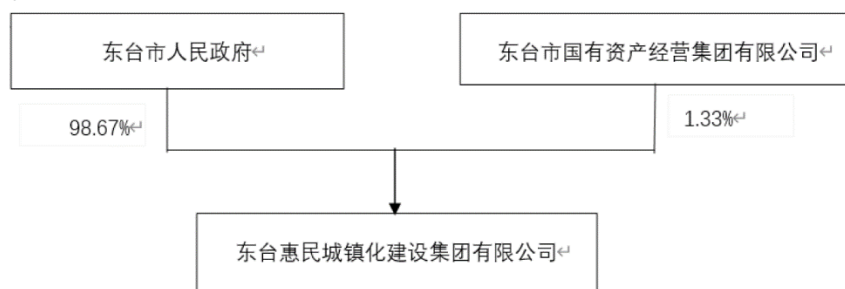 东台市人民政府
东台市国有资产经营集团有限公司
98.67%
1.33%
东台惠民城镇化建设集团有限公司